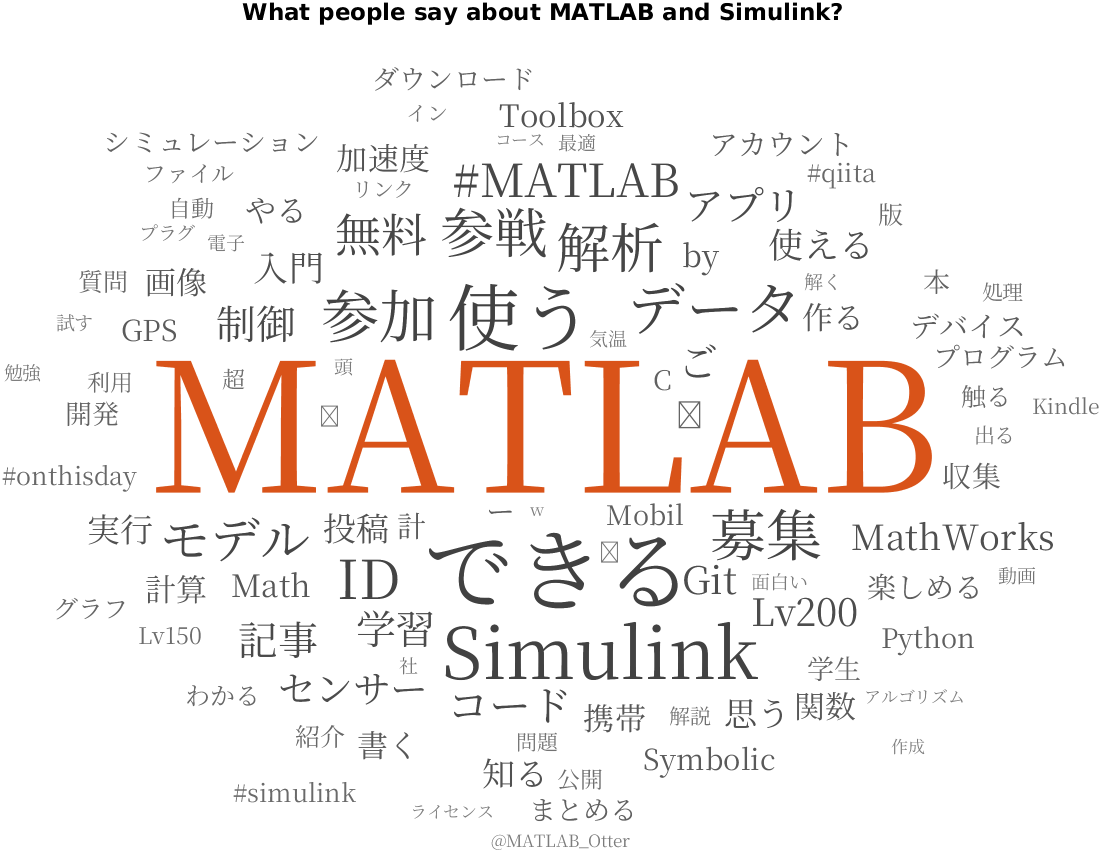 What people say about MATLAB and Simulink?
ダウンロード
イン
Toolbox
コース
最適
シミュレーション
加速度
アカウント
ファイル
リンク
#MATLAB
#qiita
自動
やる
アプリ
版
プラグ
電子
無料
参戦
解析
by
使える
入門
質問
画像
解く
本
処理
試す
GPS
制御
参加
使う
データ
作る
デバイス
気温
プログラム
勉強
利用
超
頭
C
ご
開発
MATLAB
触る
Kindle
出る
#onthisday
収集
ー
w
実行
モデル
投稿
計
Mobil
募集
MathWorks
できる
計算
Math
ID
Git
面白い
楽しめる
動画
グラフ
Lv150
記事
学習
Lv200
Python
Simulink
社
学生
わかる
センサー
コード
携帯
解説
思う
関数
アルゴリズム
紹介
書く
問題
作成
知る
公開
Symbolic
#simulink
ライセンス
まとめる
@MATLAB_Otter